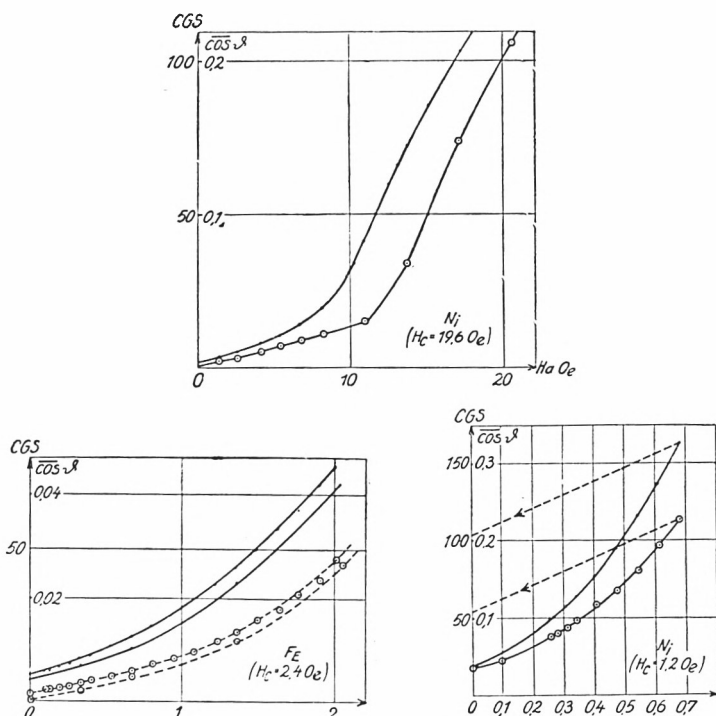 CGS
cos ϑ
100 0,2
50 0,1
Ni
(Hc=19,6 Oe)
0 10 20 Ha Oe
CGS
cos ϑ
0,04
50
0,02
FE
(Hc=2,4 Oe)
0 1 2
CGS
cos ϑ
150 0,3
100 0,2
50 0,1
Ni
(Hc=1,2 Oe)
0 0,1 0,2 0,3 0,4 0,5 0,6 0,7